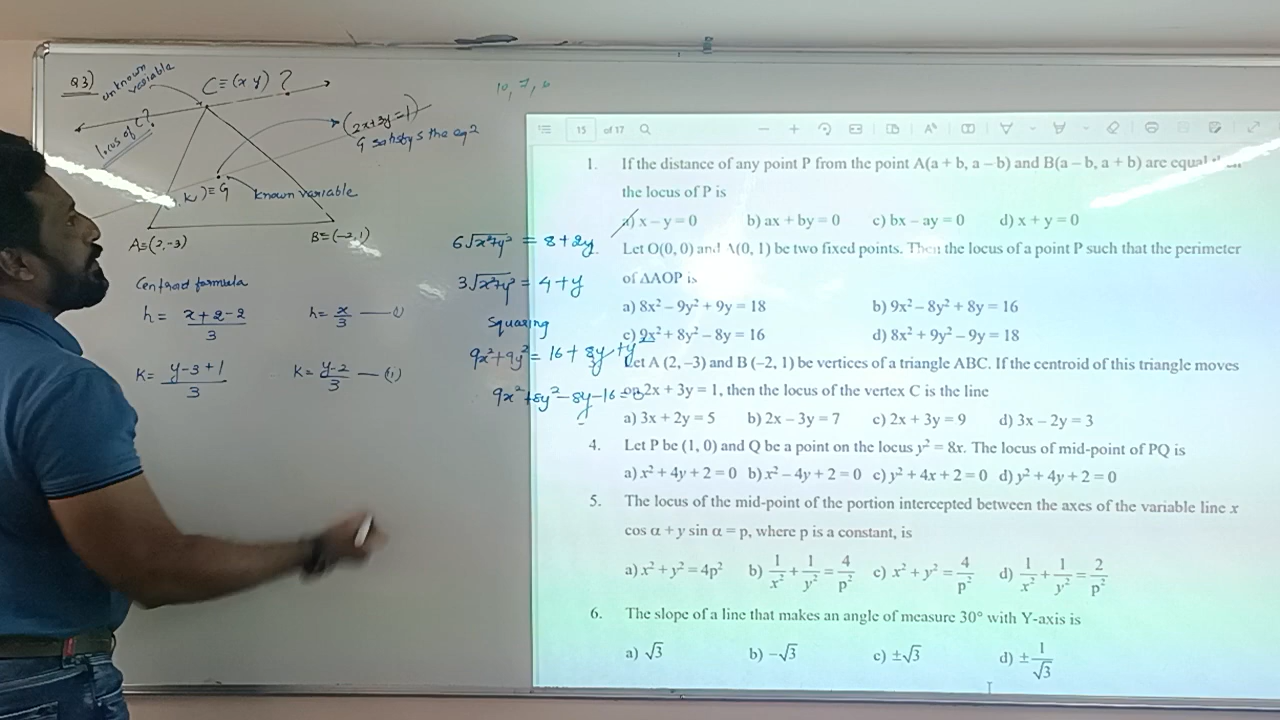 Q3)
unknown variable
C≡(x y) ?
locus of C?
(2x+3y=1)
G satisfys the eqn
K)≡G
known variable
A≡(2,-3)
B≡(-2,1)
Centroid formula
h= x+2-2/3
h= x/3 —
K= y-3+1/3
K= y-2/3 —
10, 7, 6
6√x²+y² = 8+2y
3√x²+y² = 4+y
Squaring
9x²+9y² = 16+8y+y²
9x²+8y²-8y-16=0
15 of 17
1. If the distance of any point P from the point A(a + b, a – b) and B(a – b, a + b) are equal
the locus of P is
a) x – y = 0 b) ax + by = 0 c) bx – ay = 0 d) x + y = 0
Let O(0, 0) and A(0, 1) be two fixed points. Then the locus of a point P such that the perimeter
of ΔAOP is
a) 8x² – 9y² + 9y = 18 b) 9x² – 8y² + 8y = 16
c) 9x² + 8y² – 8y = 16 d) 8x² + 9y² – 9y = 18
Let A (2, –3) and B (–2, 1) be vertices of a triangle ABC. If the centroid of this triangle moves
on 2x + 3y = 1, then the locus of the vertex C is the line
a) 3x + 2y = 5 b) 2x – 3y = 7 c) 2x + 3y = 9 d) 3x – 2y = 3
4. Let P be (1, 0) and Q be a point on the locus y² = 8x. The locus of mid-point of PQ is
a) x² + 4y + 2 = 0 b) x² – 4y + 2 = 0 c) y² + 4x + 2 = 0 d) y² + 4y + 2 = 0
5. The locus of the mid-point of the portion intercepted between the axes of the variable line x
cos α + y sin α = p, where p is a constant, is
a) x² + y² = 4p² b) 1/x² + 1/y² = 4/p² c) x² + y² = 4/p² d) 1/x² + 1/y² = 2/p²
6. The slope of a line that makes an angle of measure 30° with Y-axis is
a) √3 b) –√3 c) ±√3 d) ± 1/√3